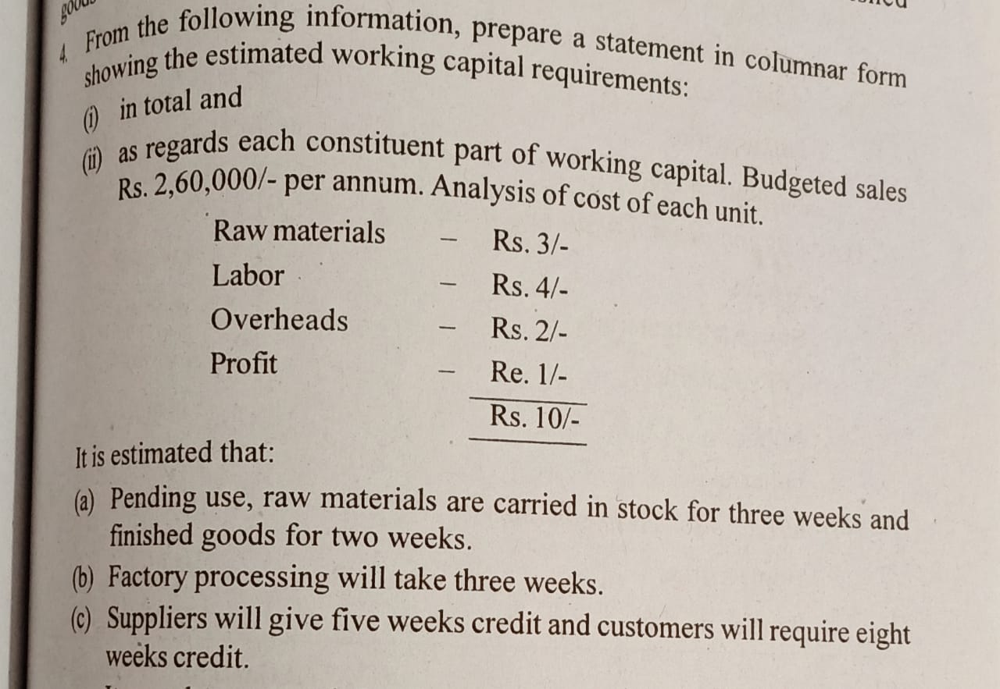 4. From the following information, prepare a statement in columnar form
showing the estimated working capital requirements:
(i) in total and
(ii) as regards each constituent part of working capital. Budgeted sales
Rs. 2,60,000/- per annum. Analysis of cost of each unit.
Raw materials – Rs. 3/-
Labor – Rs. 4/-
Overheads – Rs. 2/-
Profit – Re. 1/-
Rs. 10/-
It is estimated that:
(a) Pending use, raw materials are carried in stock for three weeks and
finished goods for two weeks.
(b) Factory processing will take three weeks.
(c) Suppliers will give five weeks credit and customers will require eight
weeks credit.